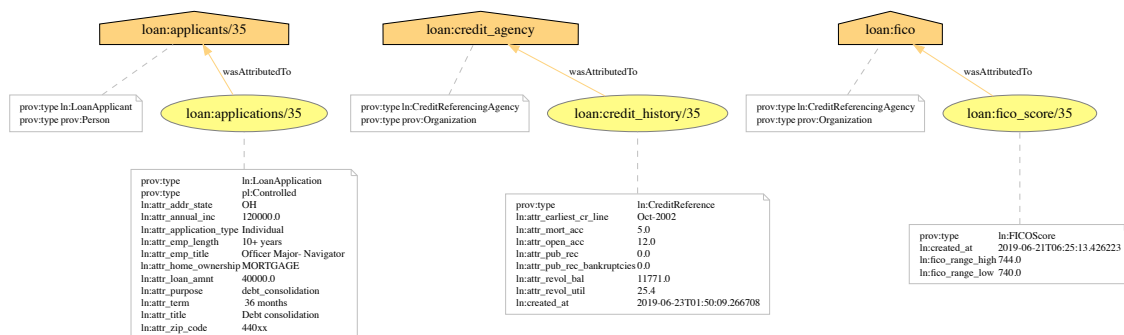 loan:applicants/35
loan:credit_agency
loan:fico
wasAttributedTo
wasAttributedTo
wasAttributedTo
prov:type ln:LoanApplicant
prov:type prov:Person
loan:applications/35
prov:type ln:CreditReferencingAgency
prov:type prov:Organization
loan:credit_history/35
prov:type ln:CreditReferencingAgency
prov:type prov:Organization
loan:fico_score/35
prov:type ln:LoanApplication
prov:type pl:Controlled
ln:attr_addr_state OH
ln:attr_annual_inc 120000.0
ln:attr_application_type Individual
ln:attr_emp_length 10+ years
ln:attr_emp_title Officer Major- Navigator
ln:attr_home_ownership MORTGAGE
ln:attr_loan_amnt 40000.0
ln:attr_purpose debt_consolidation
ln:attr_term 36 months
ln:attr_title Debt consolidation
ln:attr_zip_code 440xx
prov:type ln:CreditReference
ln:attr_earliest_cr_line Oct-2002
ln:attr_mort_acc 5.0
ln:attr_open_acc 12.0
ln:attr_pub_rec 0.0
ln:attr_pub_rec_bankruptcies 0.0
ln:attr_revol_bal 11771.0
ln:attr_revol_util 25.4
ln:created_at 2019-06-23T01:50:09.266708
prov:type ln:FICOScore
ln:created_at 2019-06-21T06:25:13.426223
ln:fico_range_high 744.0
ln:fico_range_low 740.0